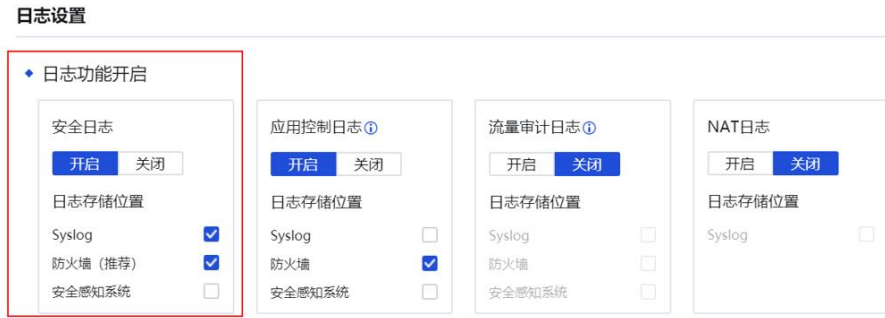 日志设置
日志功能开启
安全日志
开启 关闭
日志存储位置
Syslog
防火墙（推荐）
安全感知系统
应用控制日志
开启 关闭
日志存储位置
Syslog
防火墙
安全感知系统
流量审计日志
开启 关闭
日志存储位置
Syslog
防火墙
安全感知系统
NAT日志
开启 关闭
日志存储位置
Syslog